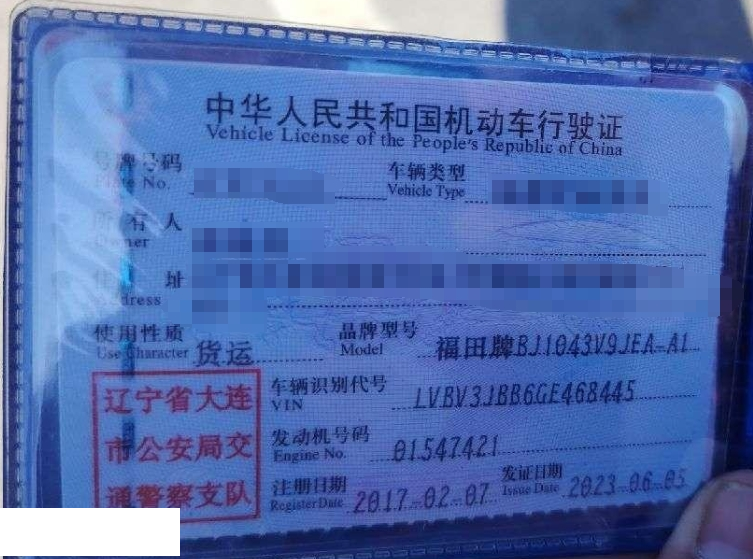 中华人民共和国机动车行驶证
Vehicle License of the People's Republic of China
号牌号码
Plate No.
车辆类型
Vehicle Type
所有人
Owner
住址
Address
使用性质
Use Character
货运
品牌型号
Model
福田牌BJ1043V9JEA-A1
辽宁省大连
市公安局交
通警察支队
车辆识别代号
VIN
LVBV3JBB6GE468445
发动机号码
Engine No.
01547421
注册日期
Register Date
2017-02-07
发证日期
Issue Date
2023-06-05